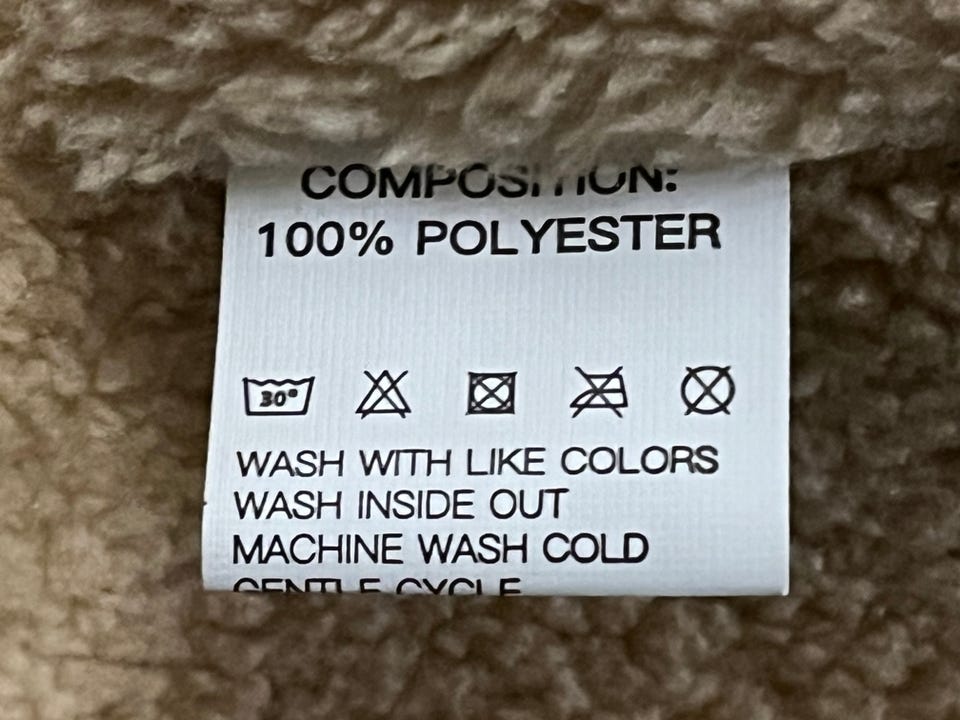 COMPOSITION:
100% POLYESTER
30°
WASH WITH LIKE COLORS
WASH INSIDE OUT
MACHINE WASH COLD
GENTLE CYCLE